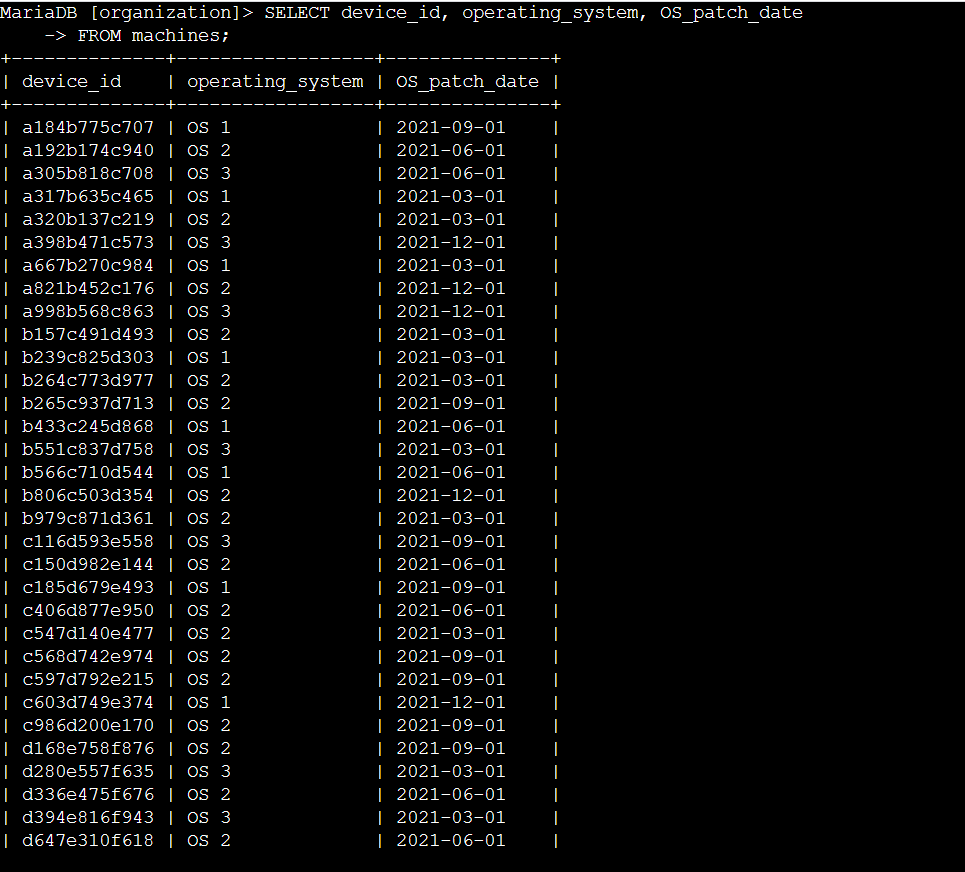 MariaDB [organization]> SELECT device_id, operating_system, OS_patch_date
    -> FROM machines;
+--------------+------------------+---------------+
| device_id    | operating_system | OS_patch_date |
+--------------+------------------+---------------+
| a184b775c707 | OS 1             | 2021-09-01    |
| a192b174c940 | OS 2             | 2021-06-01    |
| a305b818c708 | OS 3             | 2021-06-01    |
| a317b635c465 | OS 1             | 2021-03-01    |
| a320b137c219 | OS 2             | 2021-03-01    |
| a398b471c573 | OS 3             | 2021-12-01    |
| a667b270c984 | OS 1             | 2021-03-01    |
| a821b452c176 | OS 2             | 2021-12-01    |
| a998b568c863 | OS 3             | 2021-12-01    |
| b157c491d493 | OS 2             | 2021-03-01    |
| b239c825d303 | OS 1             | 2021-03-01    |
| b264c773d977 | OS 2             | 2021-03-01    |
| b265c937d713 | OS 2             | 2021-09-01    |
| b433c245d868 | OS 1             | 2021-06-01    |
| b551c837d758 | OS 3             | 2021-03-01    |
| b566c710d544 | OS 1             | 2021-06-01    |
| b806c503d354 | OS 2             | 2021-12-01    |
| b979c871d361 | OS 2             | 2021-03-01    |
| c116d593e558 | OS 3             | 2021-09-01    |
| c150d982e144 | OS 2             | 2021-06-01    |
| c185d679e493 | OS 1             | 2021-09-01    |
| c406d877e950 | OS 2             | 2021-06-01    |
| c547d140e477 | OS 2             | 2021-03-01    |
| c568d742e974 | OS 2             | 2021-09-01    |
| c597d792e215 | OS 2             | 2021-09-01    |
| c603d749e374 | OS 1             | 2021-12-01    |
| c986d200e170 | OS 2             | 2021-09-01    |
| d168e758f876 | OS 2             | 2021-09-01    |
| d280e557f635 | OS 3             | 2021-03-01    |
| d336e475f676 | OS 2             | 2021-06-01    |
| d394e816f943 | OS 3             | 2021-03-01    |
| d647e310f618 | OS 2             | 2021-06-01    |